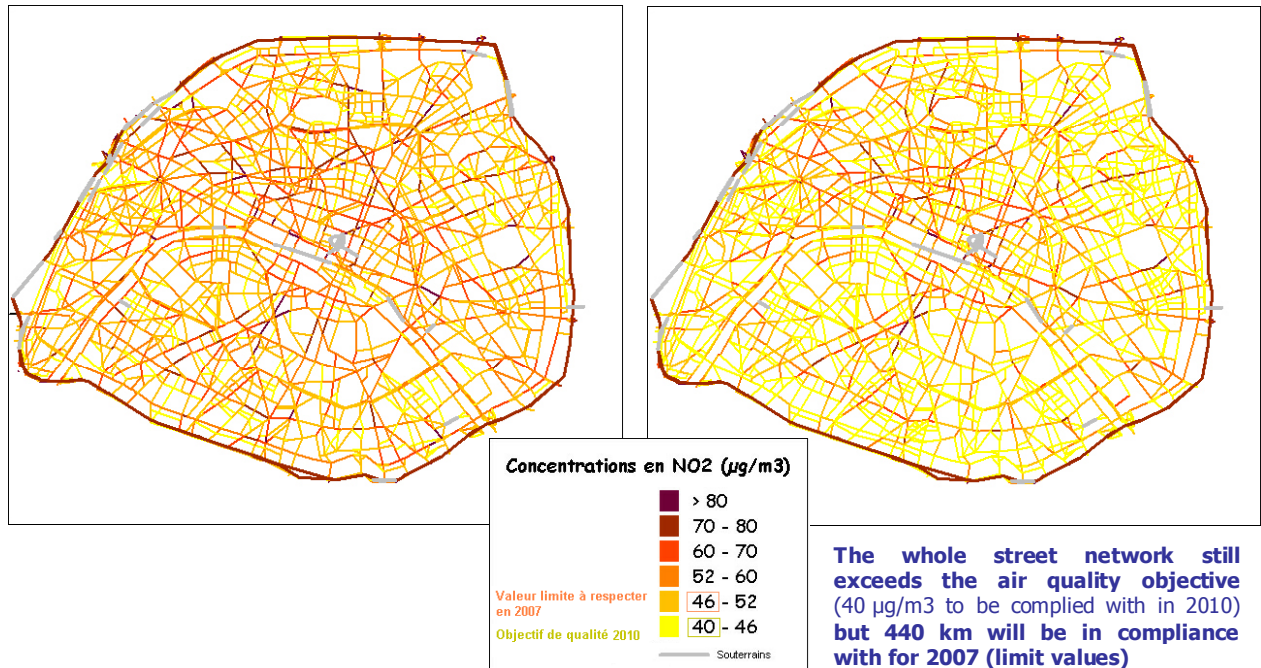 Concentrations en NO2 (µg/m3)
> 80
70 - 80
60 - 70
52 - 60
46 - 52
40 - 46
Souterrains
Valeur limite à respecter
en 2007
Objectif de qualité 2010
The whole street network still
exceeds the air quality objective
(40 µg/m3 to be complied with in 2010)
but 440 km will be in compliance
with for 2007 (limit values)